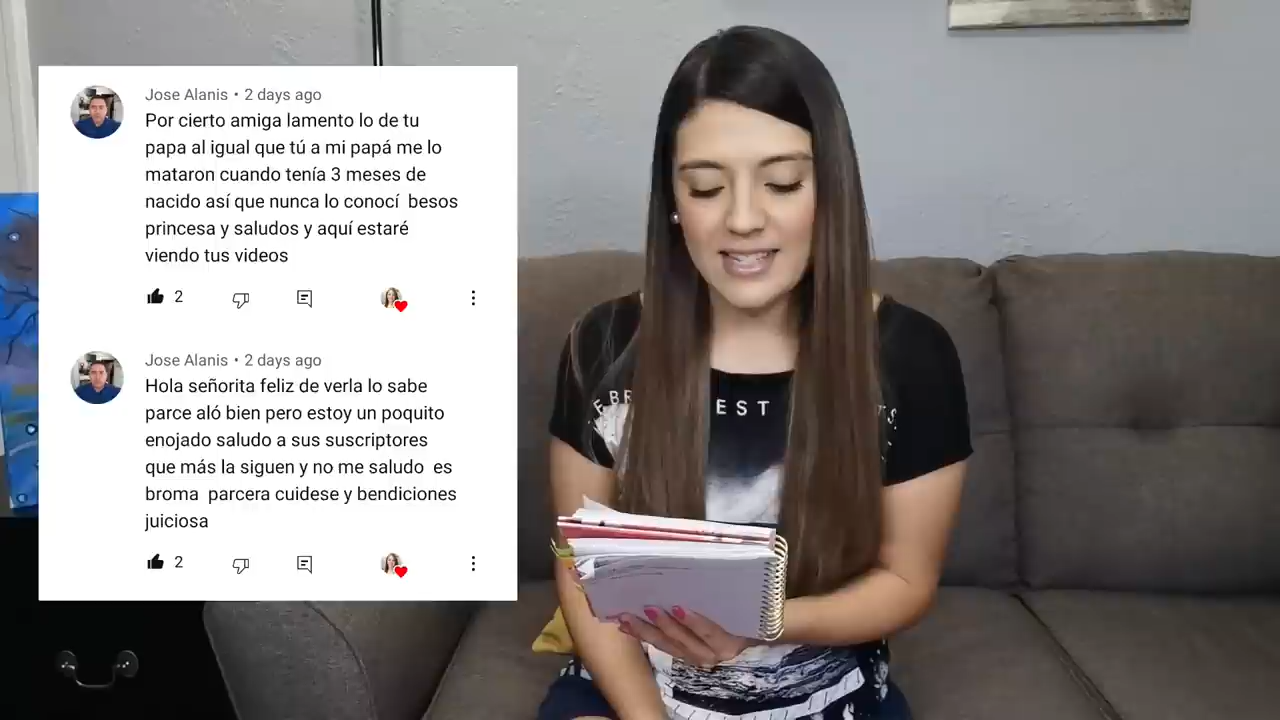 Jose Alanis • 2 days ago
Por cierto amiga lamento lo de tu
papa al igual que tú a mi papá me lo
mataron cuando tenía 3 meses de
nacido así que nunca lo conocí besos
princesa y saludos y aquí estaré
viendo tus videos
2
Jose Alanis • 2 days ago
Hola señorita feliz de verla lo sabe
parce aló bien pero estoy un poquito
enojado saludo a sus suscriptores
que más la siguen y no me saludo es
broma parcera cuidese y bendiciones
juiciosa
2
EST